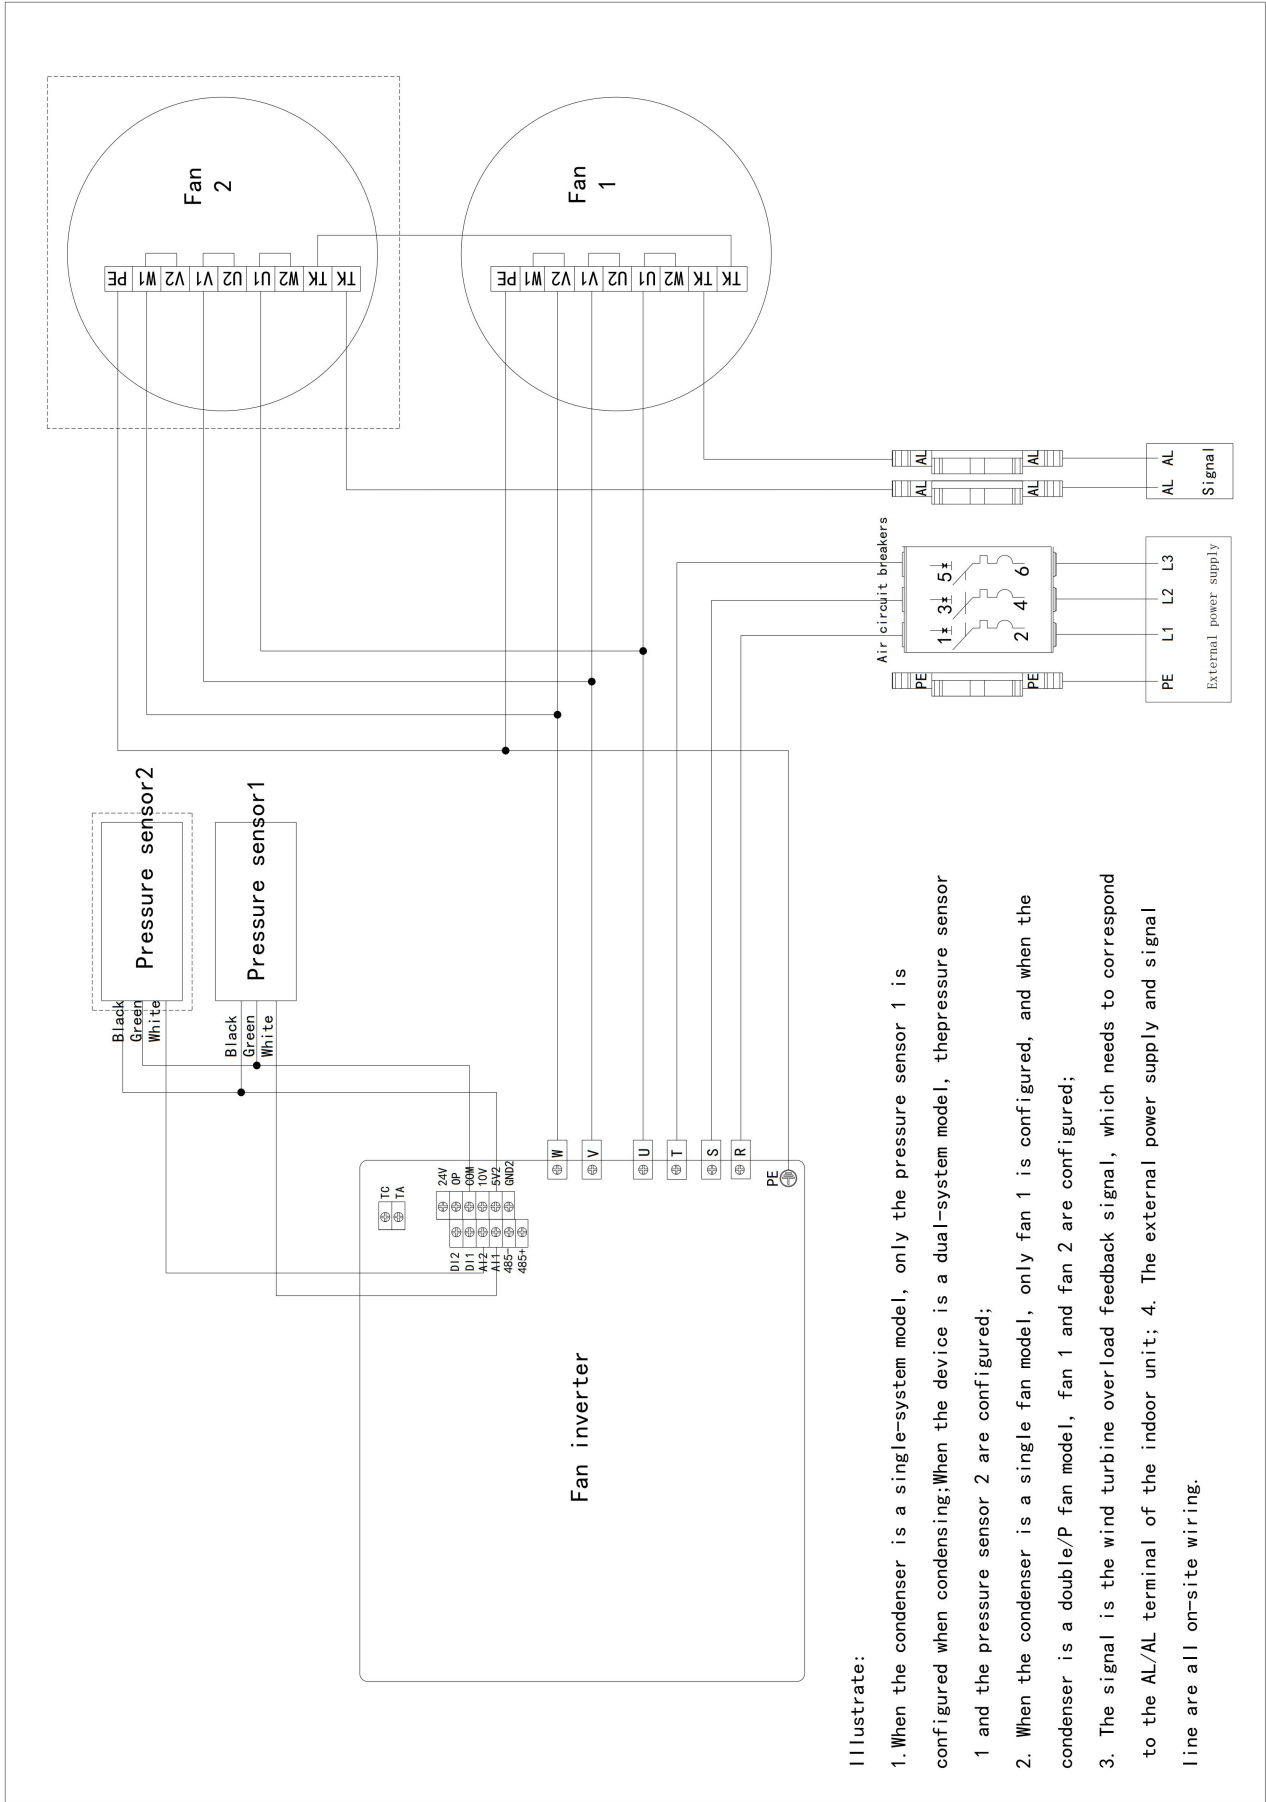 Fan
2
PE
W1
V2
V1
U2
U1
W2
TK
TK
Fan
1
PE
W1
V2
V1
U2
U1
W2
TK
TK
Pressure sensor2
Black
Green
White
Pressure sensor1
Black
Green
White
Fan inverter
TC
TA
24V
OP
COM
10V
5V2
GND2
DI2
DI1
AI2
AI1
485-
485+
W
V
U
T
S
R
PE
AL
AL
AL
AL
AL
AL
Signal
Air circuit breakers
1
3
5
2
4
6
PE
PE
PE
L1
L2
L3
External power supply
Illustrate:
1.When the condenser is a single-system model, only the pressure sensor 1 is
configured when condensing;When the device is a dual-system model, thepressure sensor
1 and the pressure sensor 2 are configured;
2. When the condenser is a single fan model, only fan 1 is configured, and when the
condenser is a double/P fan model, fan 1 and fan 2 are configured;
3. The signal is the wind turbine overload feedback signal, which needs to correspond
to the AL/AL terminal of the indoor unit; 4. The external power supply and signal
line are all on-site wiring.